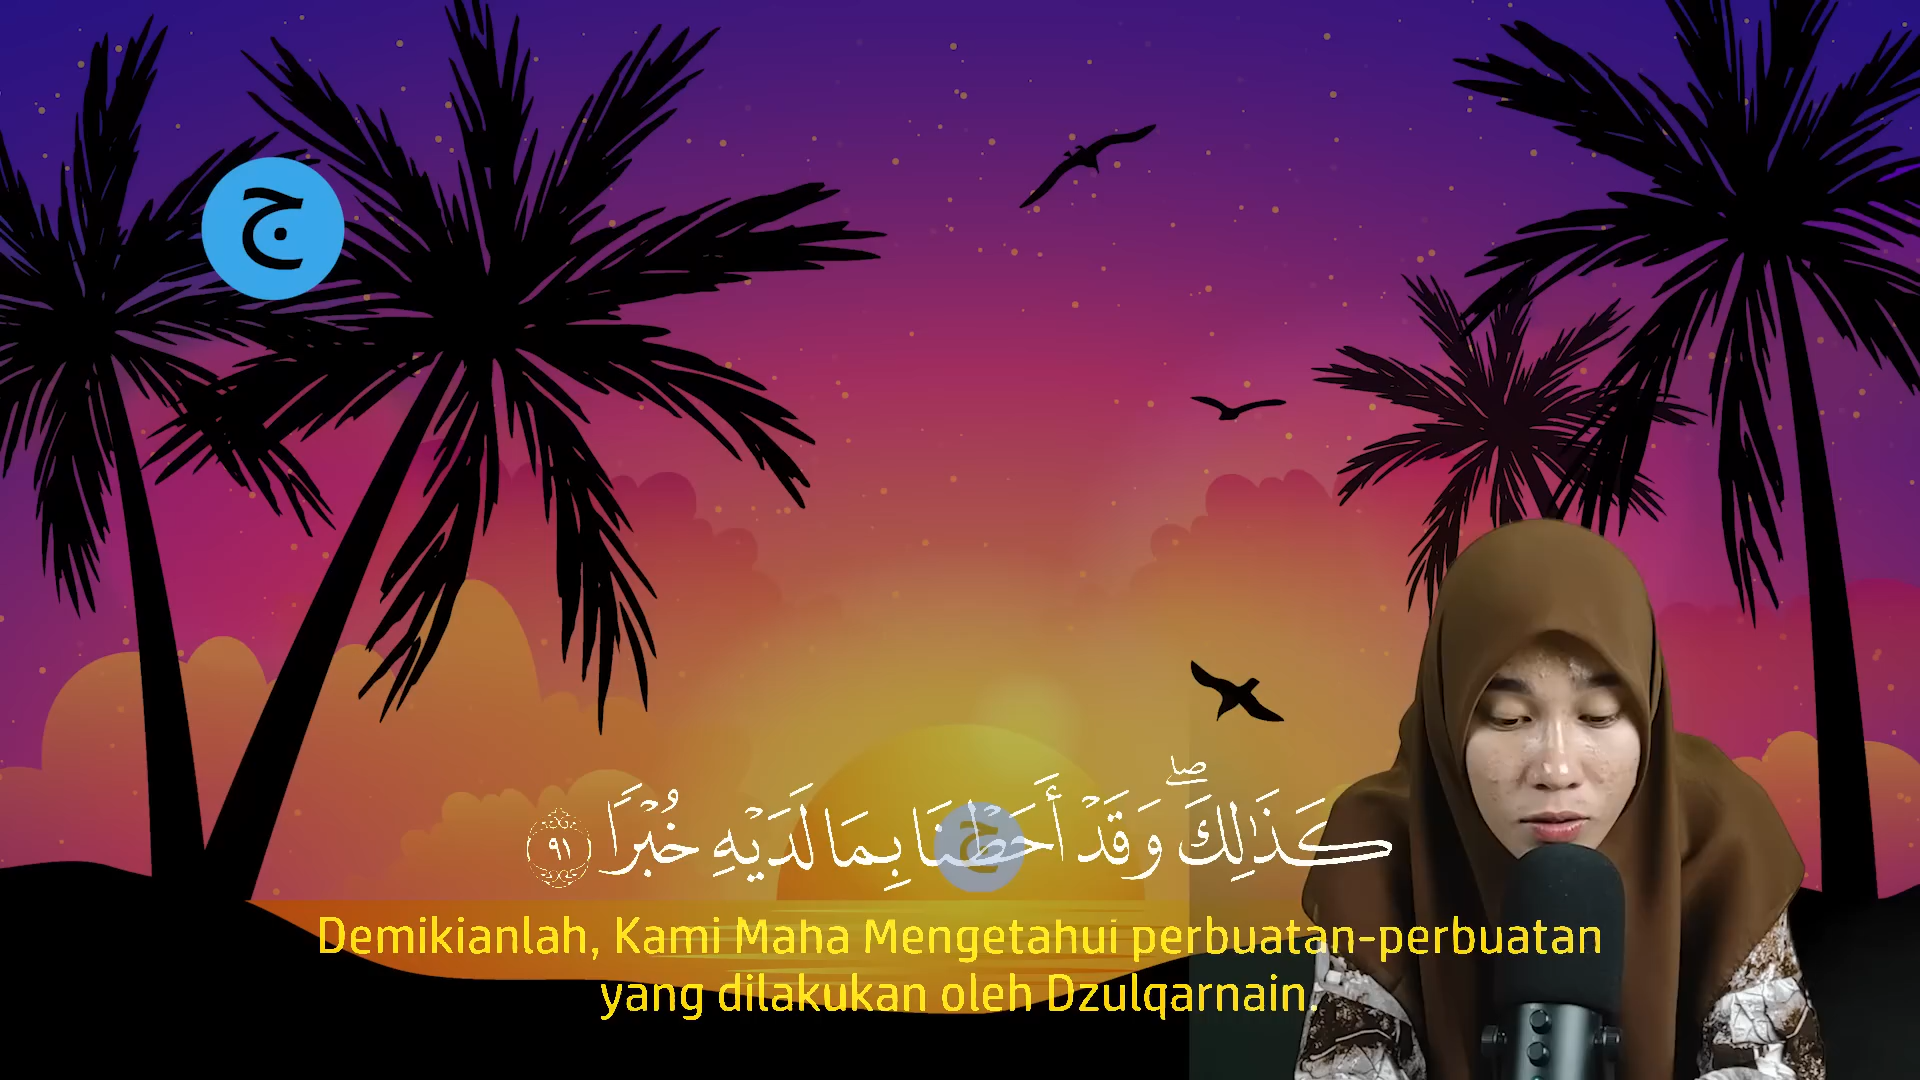 ج
كَذَٰلِكَۖ وَقَدْ أَحَطْنَا بِمَا لَدَيْهِ خُبْرًا ٩١
ج
Demikianlah, Kami Maha Mengetahui perbuatan-perbuatan
yang dilakukan oleh Dzulqarnain.